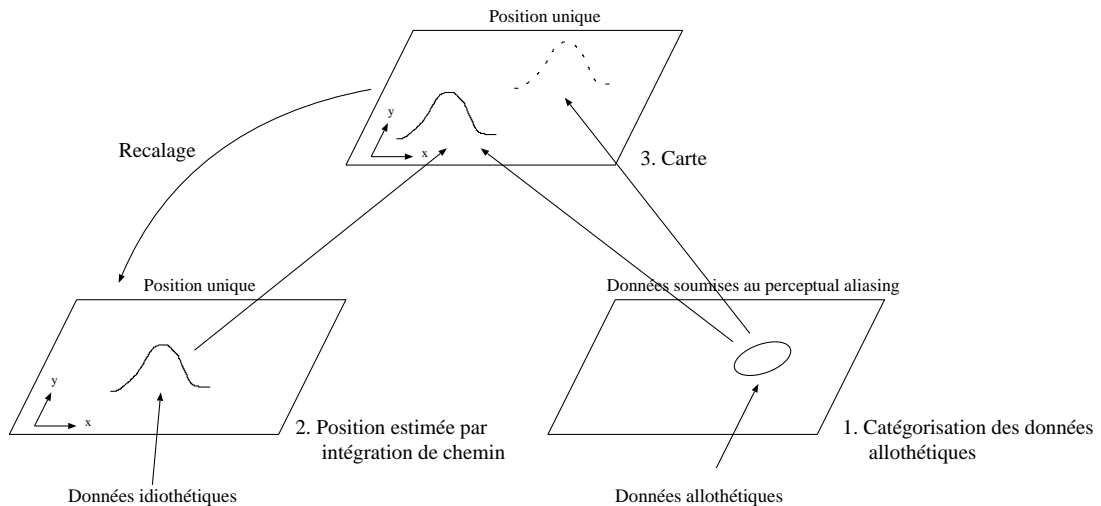 Position unique
y
x
Recalage
3. Carte
Position unique
Données soumises au perceptual aliasing
y
x
2. Position estimée par
intégration de chemin
1. Catégorisation des données
allothétiques
Données idiothétiques
Données allothétiques